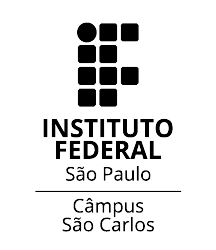 INSTITUTO
FEDERAL
São Paulo
Câmpus
São Carlos